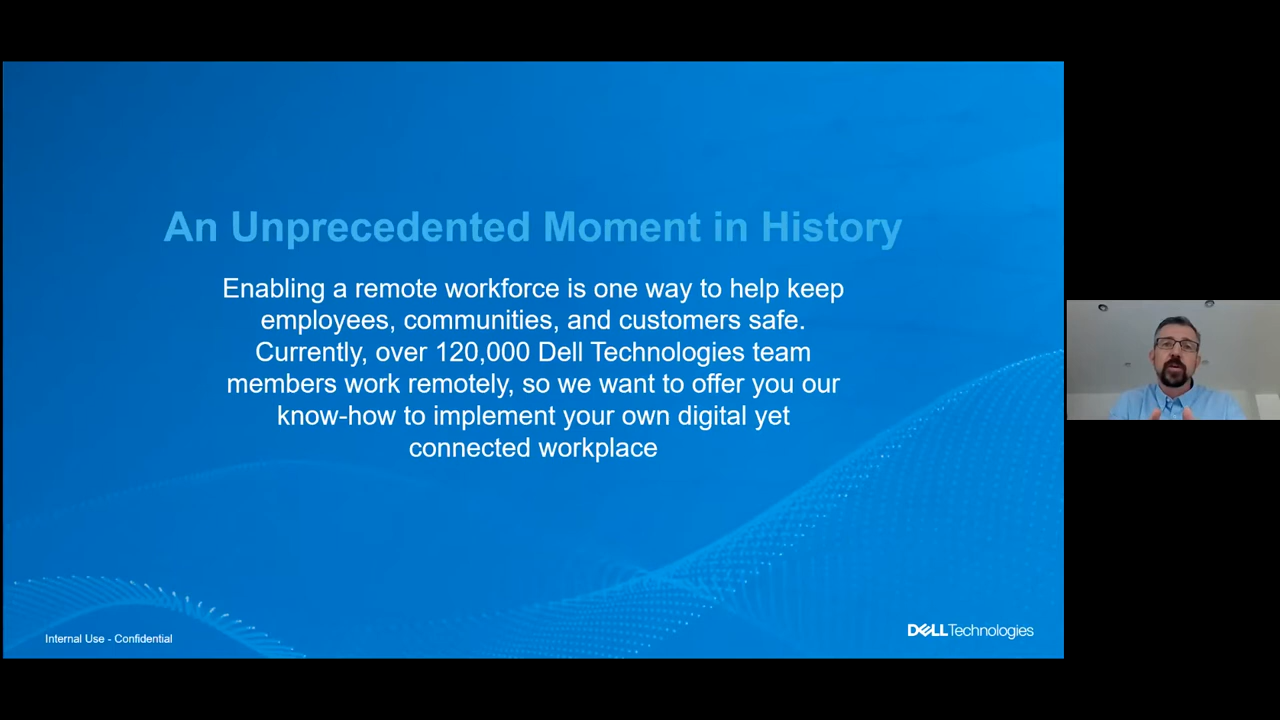 An Unprecedented Moment in History
Enabling a remote workforce is one way to help keep
employees, communities, and customers safe.
Currently, over 120,000 Dell Technologies team
members work remotely, so we want to offer you our
know-how to implement your own digital yet
connected workplace
Internal Use - Confidential
DELLTechnologies